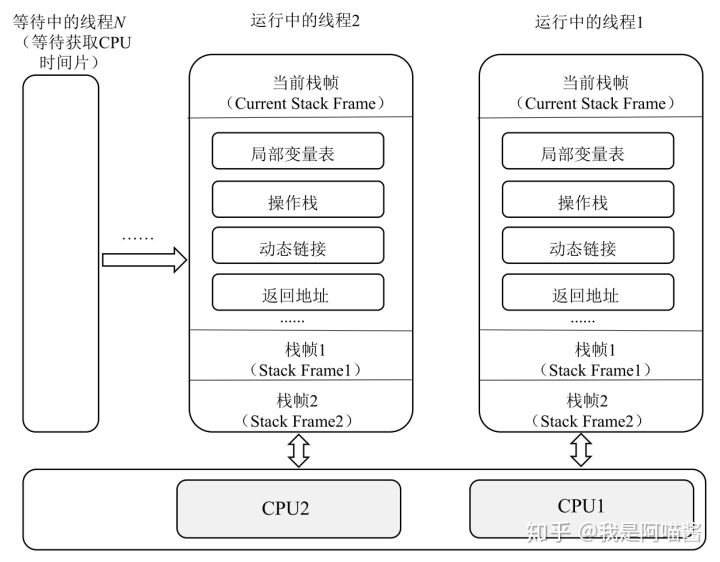 等待中的线程N
（等待获取CPU
时间片）
运行中的线程2
运行中的线程1
当前栈帧
（Current Stack Frame）
局部变量表
操作栈
动态链接
返回地址
······
栈帧1
（Stack Frame1）
栈帧2
（Stack Frame2）
当前栈帧
（Current Stack Frame）
局部变量表
操作栈
动态链接
返回地址
······
栈帧1
（Stack Frame1）
栈帧2
（Stack Frame2）
······
CPU2
CPU1
知乎 @我是阿喵酱